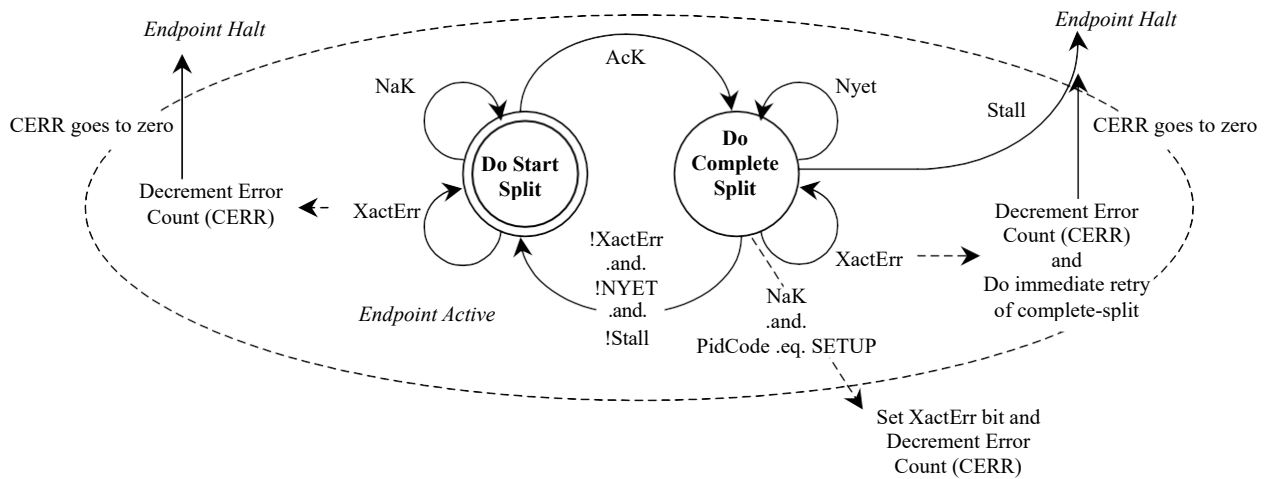 Endpoint Halt
Endpoint Halt
AcK
NaK
Nyet
Stall
CERR goes to zero
CERR goes to zero
Do Start
Split
Do
Complete
Split
Decrement Error
Count (CERR)
XactErr
!XactErr
.and.
!NYET
.and.
!Stall
XactErr
Decrement Error
Count (CERR)
and
Do immediate retry
of complete-split
Endpoint Active
NaK
.and.
PidCode .eq. SETUP
Set XactErr bit and
Decrement Error
Count (CERR)